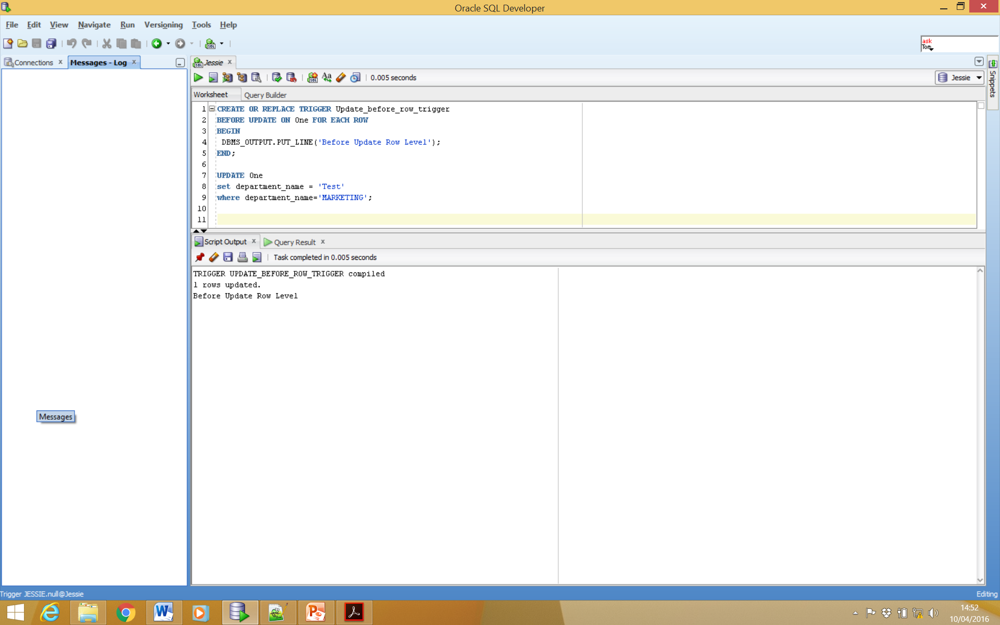 Oracle SQL Developer
File Edit View Navigate Run Versioning Tools Help
ask
Tom
Connections x Messages - Log x
Jessie x
0.005 seconds
Jessie
Snippets
Worksheet Query Builder
1 CREATE OR REPLACE TRIGGER Update_before_row_trigger
2 BEFORE UPDATE ON One FOR EACH ROW
3 BEGIN
4 DBMS_OUTPUT.PUT_LINE('Before Update Row Level');
5 END;
6
7 UPDATE One
8 set department_name = 'Test'
9 where department_name='MARKETING';
10
11
Script Output x Query Result x
Task completed in 0.005 seconds
TRIGGER UPDATE_BEFORE_ROW_TRIGGER compiled
1 rows updated.
Before Update Row Level
Messages
Trigger JESSIE.null@Jessie
Editing
14:52
10/04/2016